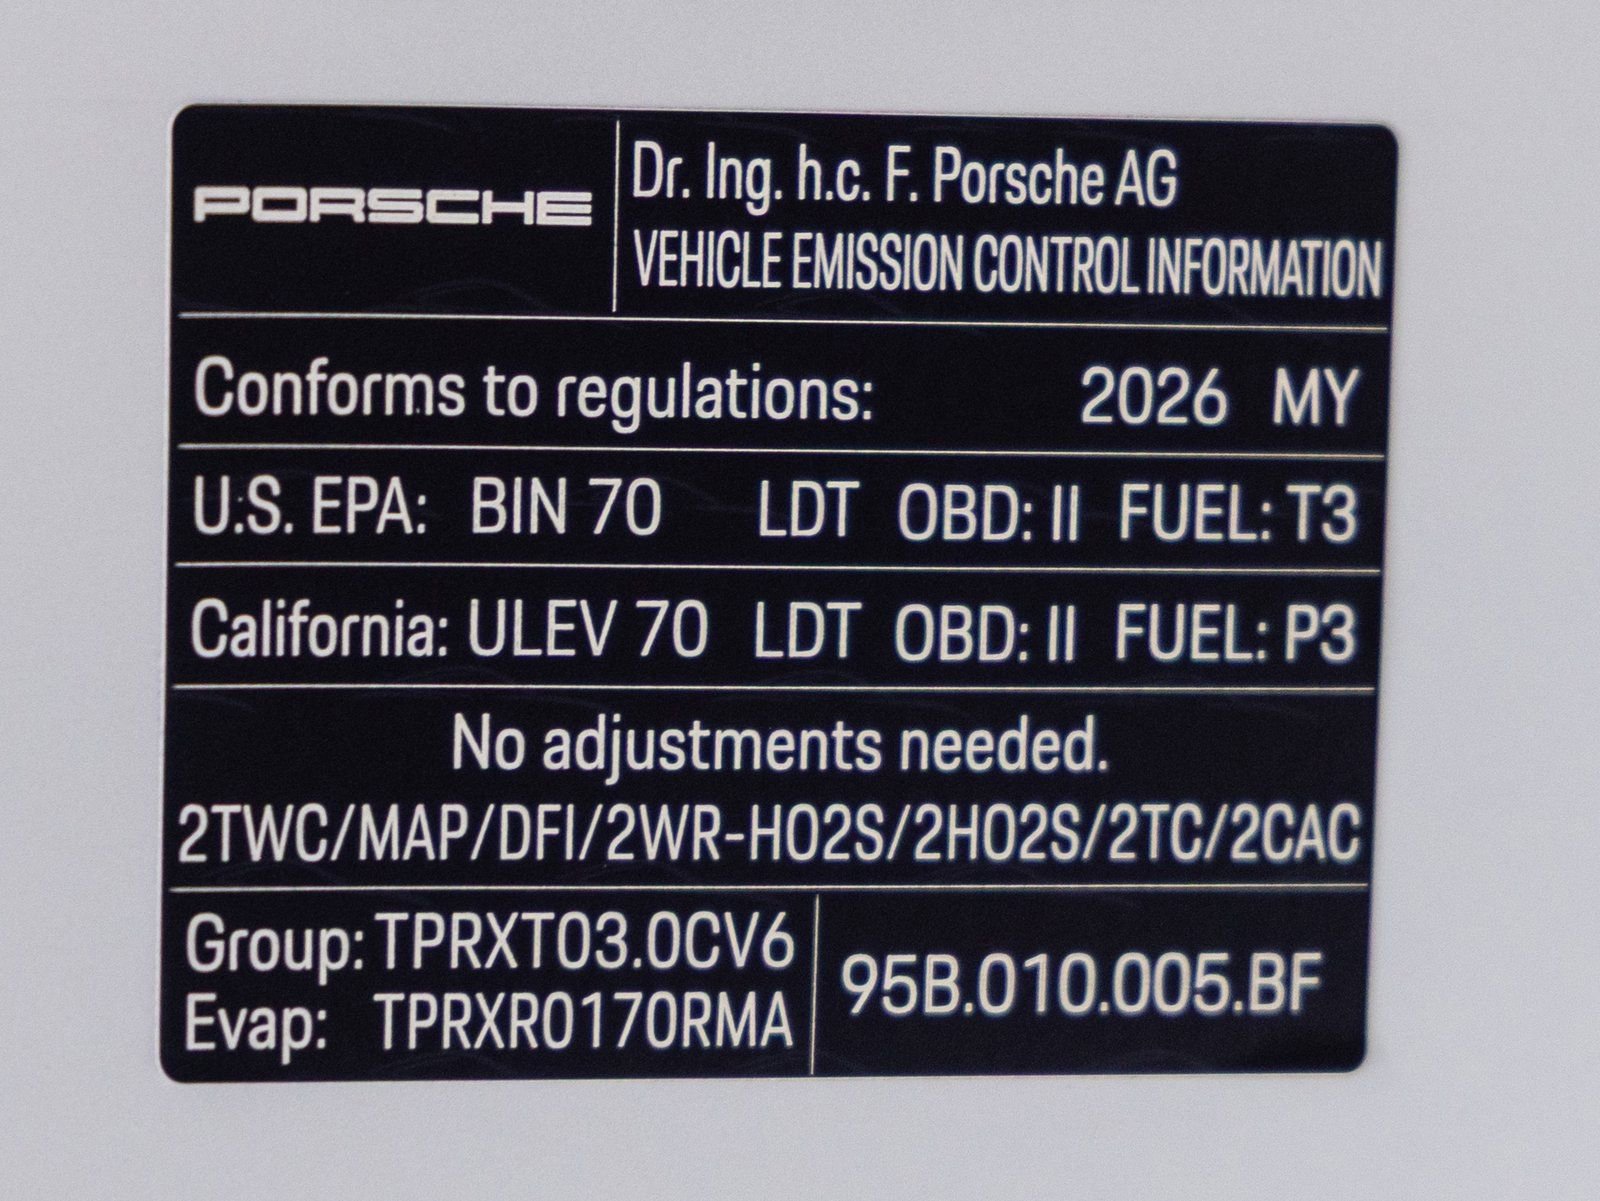 PORSCHE
Dr. Ing. h.c. F. Porsche AG
VEHICLE EMISSION CONTROL INFORMATION
Conforms to regulations: 2026 MY
U.S. EPA: BIN 70 LDT OBD: II FUEL: T3
California: ULEV 70 LDT OBD: II FUEL: P3
No adjustments needed.
2TWC/MAP/DFI/2WR-HO2S/2HO2S/2TC/2CAC
Group: TPRXT03.0CV6
Evap: TPRXR0170RMA
95B.010.005.BF